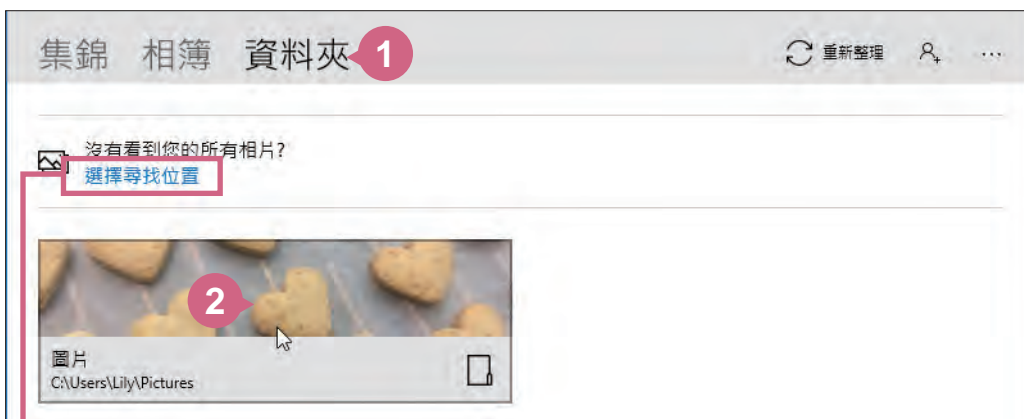 集錦 相簿 資料夾 1 重新整理 ...
沒有看到您的所有相片?
選擇尋找位置
2
圖片
C:\Users\Lily\Pictures